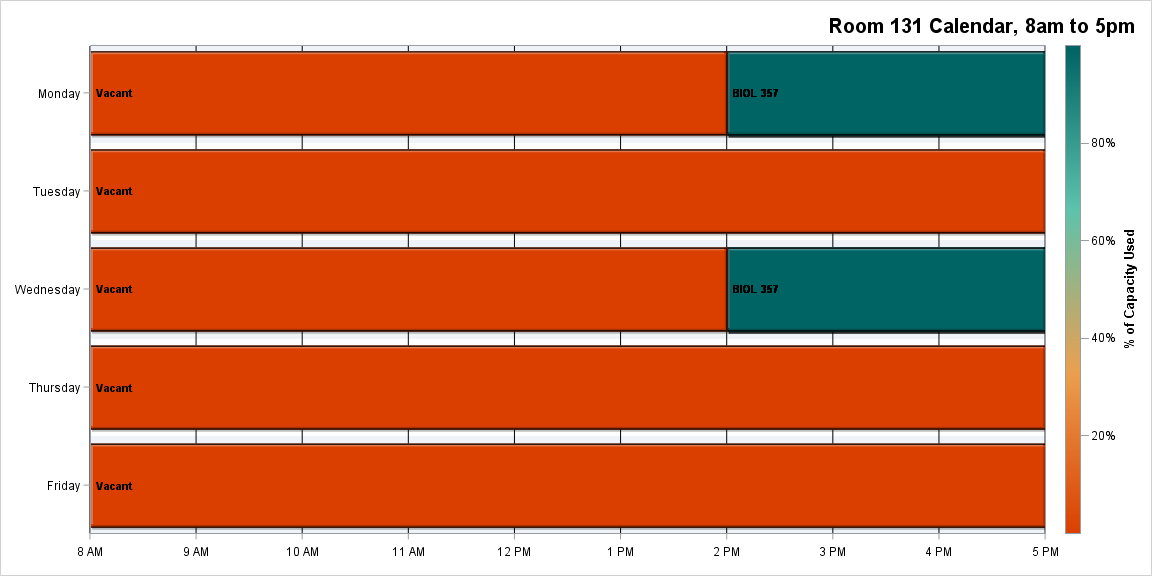 Room 131 Calendar, 8am to 5pm
Monday
Vacant
BIOL 357
Tuesday
Vacant
Wednesday
Vacant
BIOL 357
Thursday
Vacant
Friday
Vacant
8 AM 9 AM 10 AM 11 AM 12 PM 1 PM 2 PM 3 PM 4 PM 5 PM
80%
60%
40%
20%
% of Capacity Used